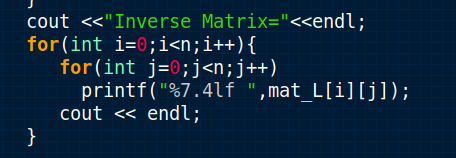 }
cout <<"Inverse Matrix="<<endl;
for(int i=0;i<n;i++){
   for(int j=0;j<n;j++)
     printf("%7.4lf ",mat_L[i][j]);
   cout << endl;
}